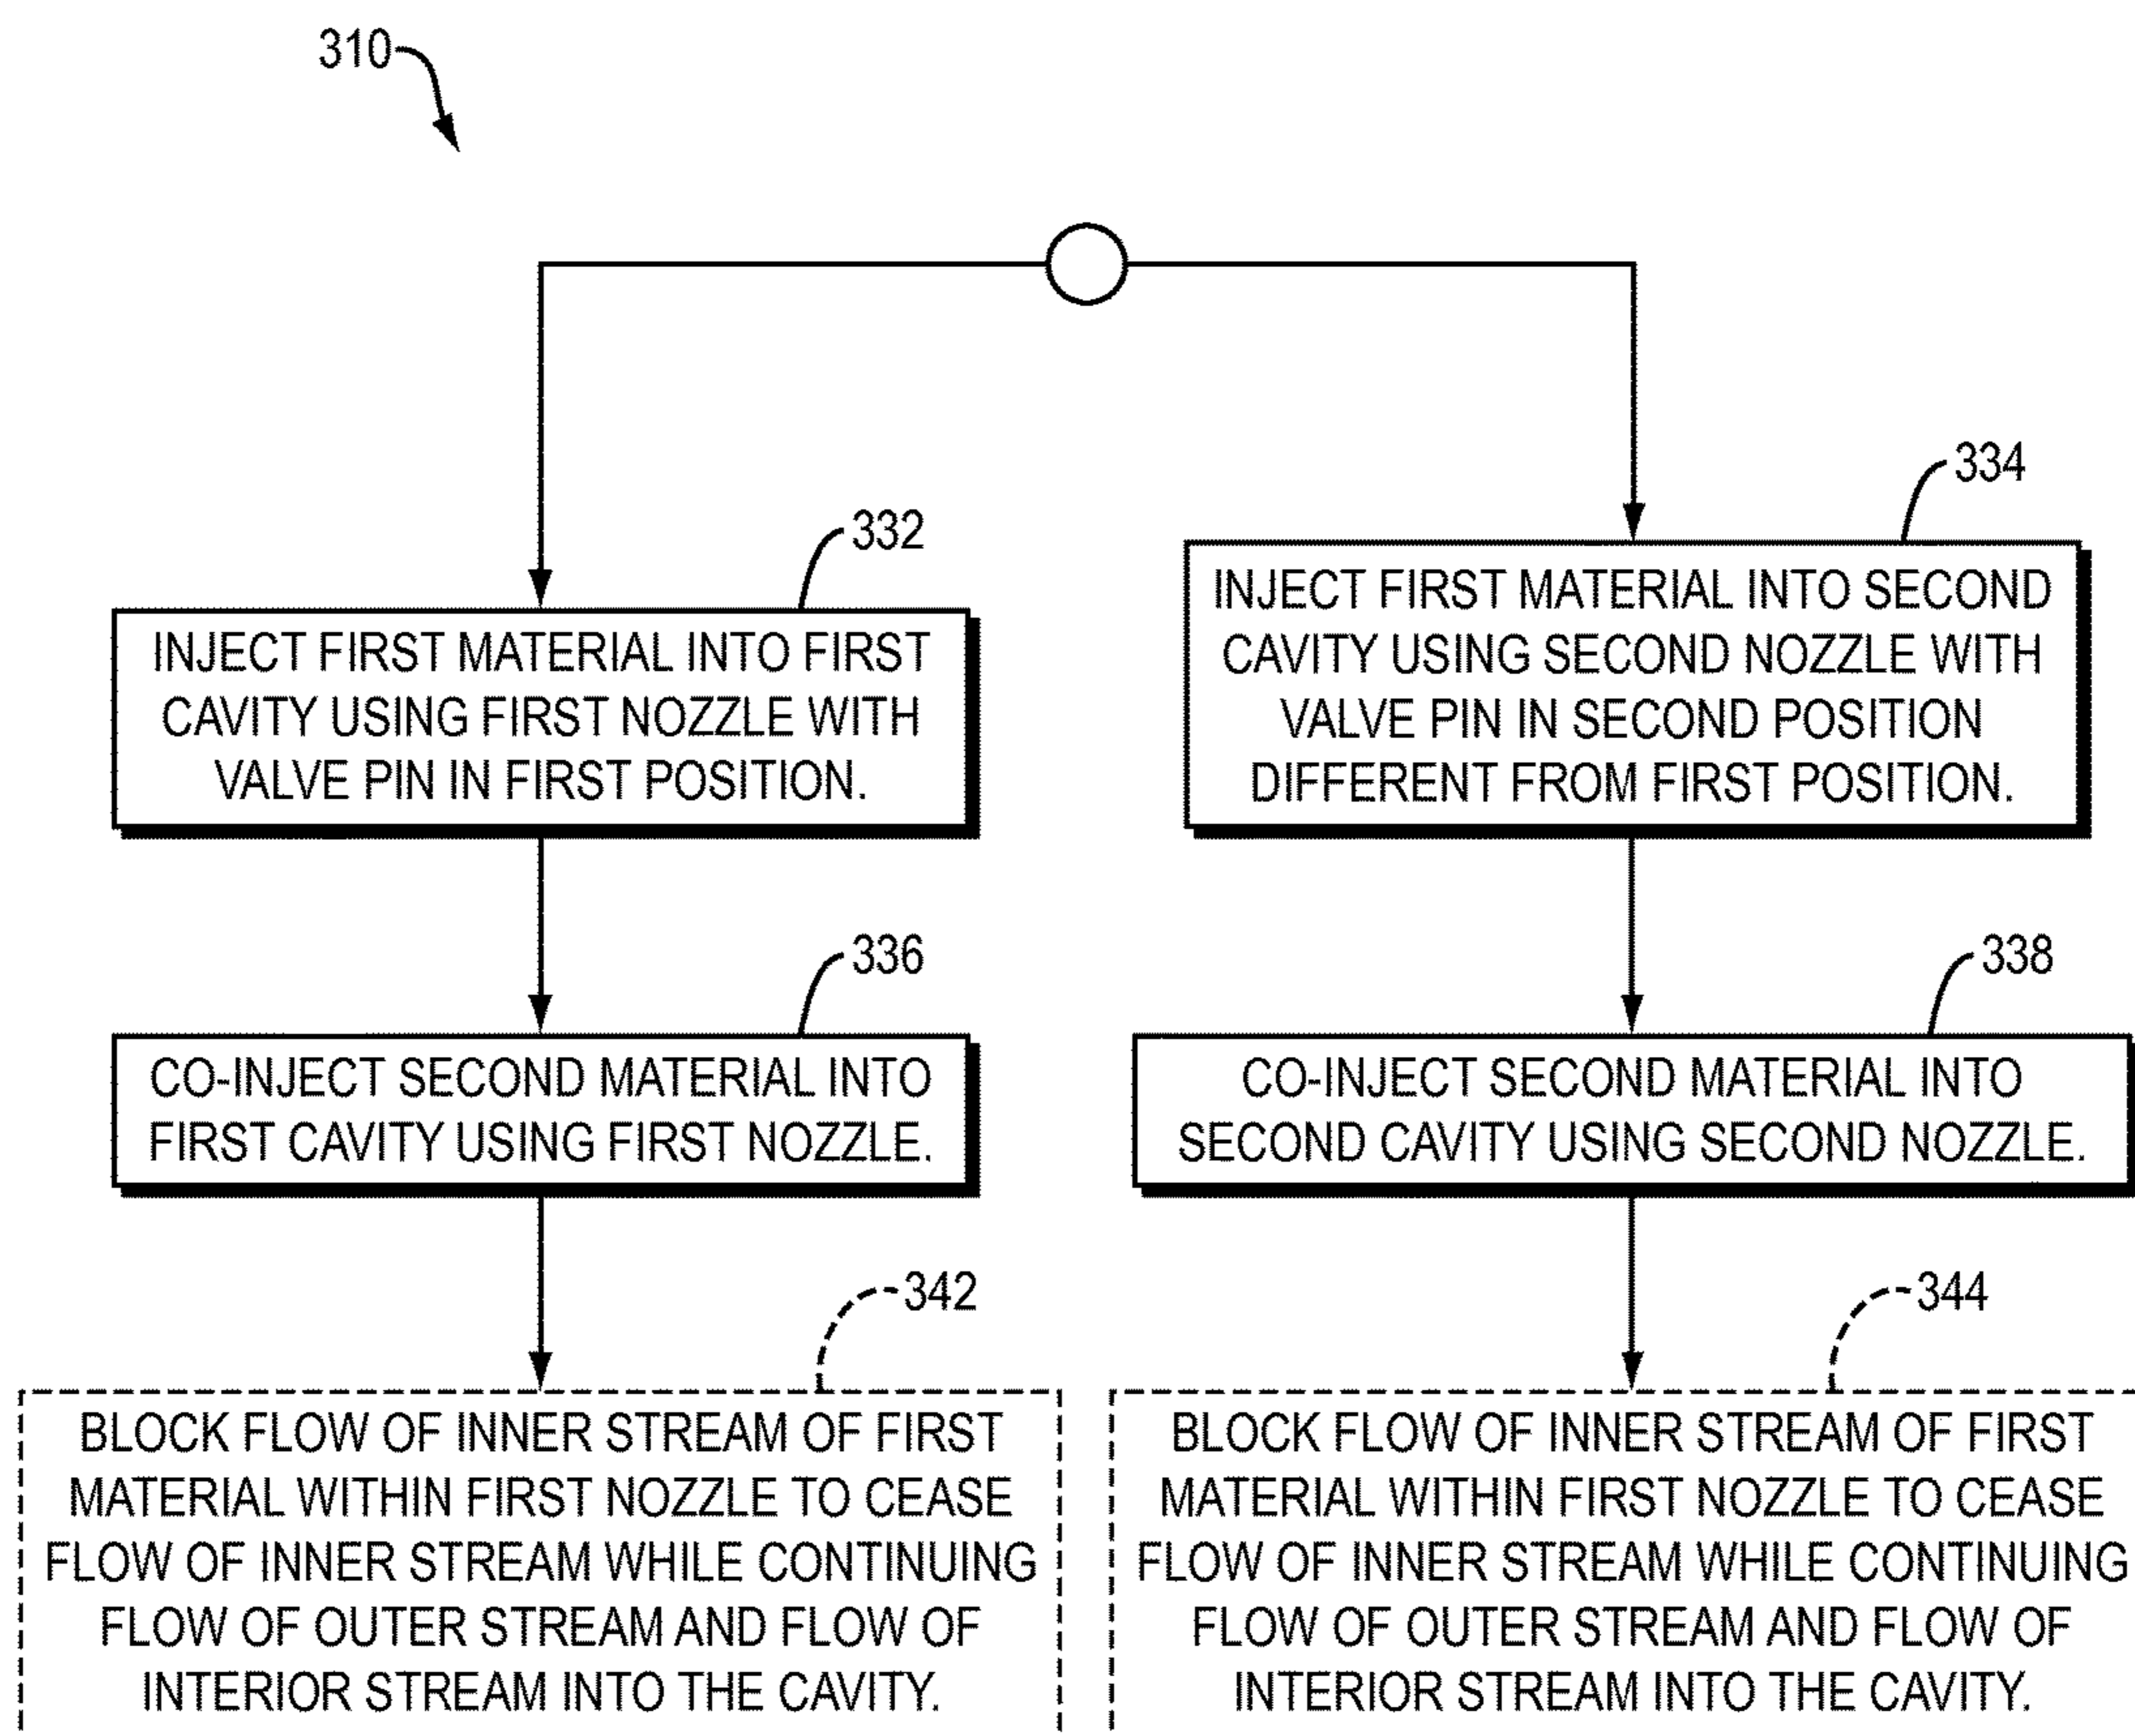 310
332
INJECT FIRST MATERIAL INTO FIRST
CAVITY USING FIRST NOZZLE WITH
VALVE PIN IN FIRST POSITION.
334
INJECT FIRST MATERIAL INTO SECOND
CAVITY USING SECOND NOZZLE WITH
VALVE PIN IN SECOND POSITION
DIFFERENT FROM FIRST POSITION.
336
CO-INJECT SECOND MATERIAL INTO
FIRST CAVITY USING FIRST NOZZLE.
338
CO-INJECT SECOND MATERIAL INTO
SECOND CAVITY USING SECOND NOZZLE.
342
BLOCK FLOW OF INNER STREAM OF FIRST
MATERIAL WITHIN FIRST NOZZLE TO CEASE
FLOW OF INNER STREAM WHILE CONTINUING
FLOW OF OUTER STREAM AND FLOW OF
INTERIOR STREAM INTO THE CAVITY.
344
BLOCK FLOW OF INNER STREAM OF FIRST
MATERIAL WITHIN FIRST NOZZLE TO CEASE
FLOW OF INNER STREAM WHILE CONTINUING
FLOW OF OUTER STREAM AND FLOW OF
INTERIOR STREAM INTO THE CAVITY.